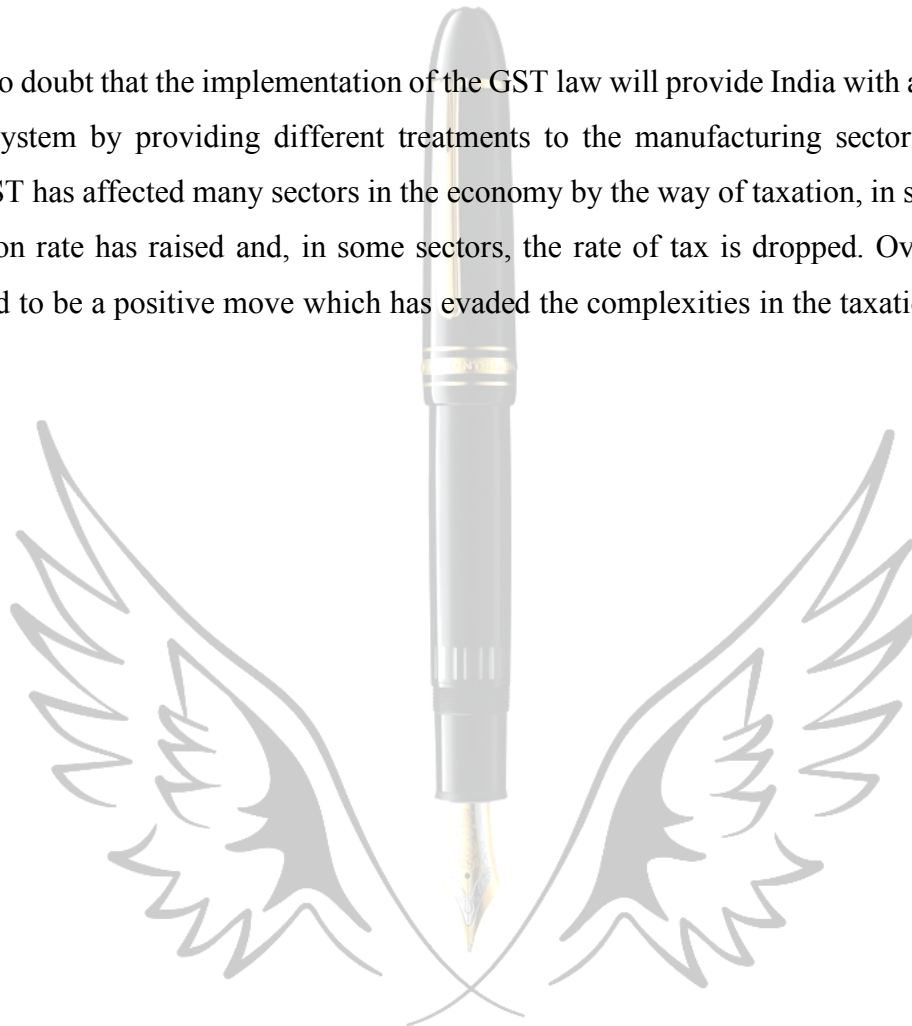 o doubt that the implementation of the GST law will provide India with a
ystem by providing different treatments to the manufacturing sector
ST has affected many sectors in the economy by the way of taxation, in s
on rate has raised and, in some sectors, the rate of tax is dropped. Ov
d to be a positive move which has evaded the complexities in the taxati